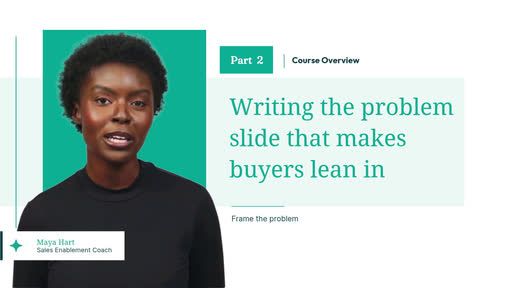 Part 2
Course Overview
Writing the problem
slide that makes
buyers lean in
Frame the problem
Maya Hart
Sales Enablement Coach